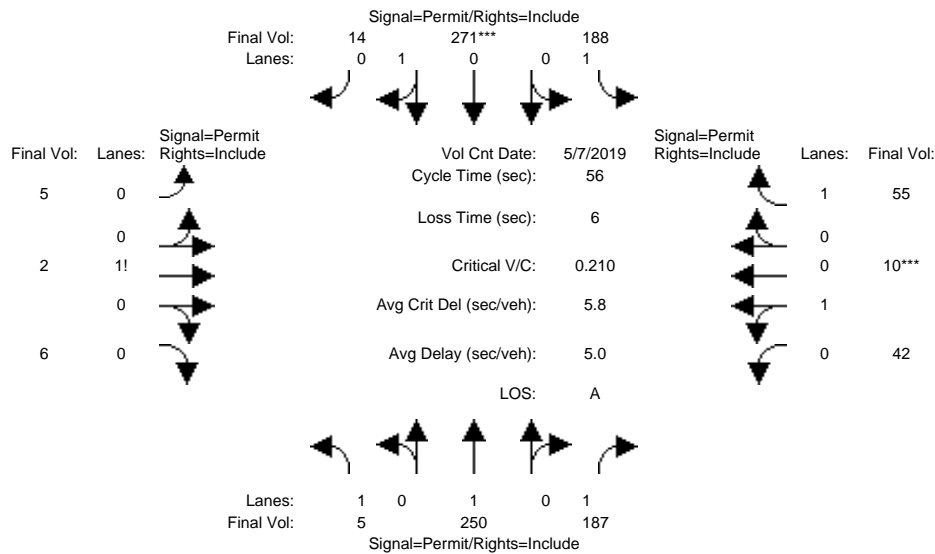 Signal=Permit/Rights=Include
Final Vol: 14 271*** 188
Lanes: 0 1 0 0 1
Signal=Permit
Final Vol: Lanes: Rights=Include
Vol Cnt Date: 5/7/2019
Signal=Permit
Rights=Include Lanes: Final Vol:
Cycle Time (sec): 56
5 0
1 55
Loss Time (sec): 6
0
0
2 1!
Critical V/C: 0.210
0 10***
0
Avg Crit Del (sec/veh): 5.8
1
6 0
Avg Delay (sec/veh): 5.0
0 42
LOS: A
Lanes: 1 0 1 0 1
Final Vol: 5 250 187
Signal=Permit/Rights=Include